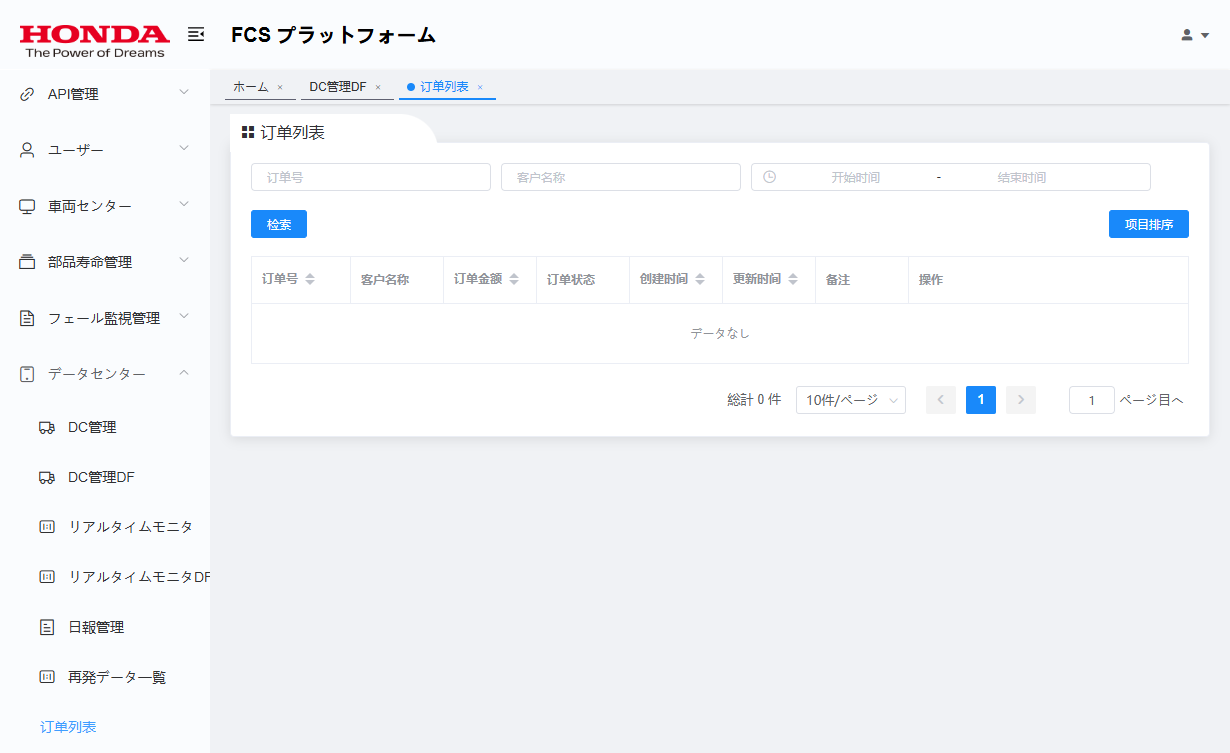 HONDA
The Power of Dreams
FCS プラットフォーム
API管理
ユーザー
車両センター
部品寿命管理
フェール監視管理
データセンター
DC管理
DC管理DF
リアルタイムモニタ
リアルタイムモニタDF
日報管理
再発データ一覧
订单列表
ホーム × DC管理DF × 订单列表 ×
订单列表
订单号 客户名称 开始时间 - 结束时间
检索 项目排序
订单号 客户名称 订单金额 订单状态 创建时间 更新时间 备注 操作
データなし
総計 0 件 10件/ページ 1 1 ページ目へ